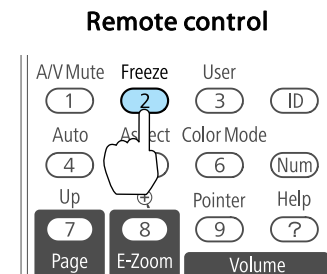 Remote control
A/V Mute Freeze User
1 2 3 ID
Auto Aspect Color Mode
4 6 Num
Up Pointer Help
7 8 9 ?
Page E-Zoom Volume